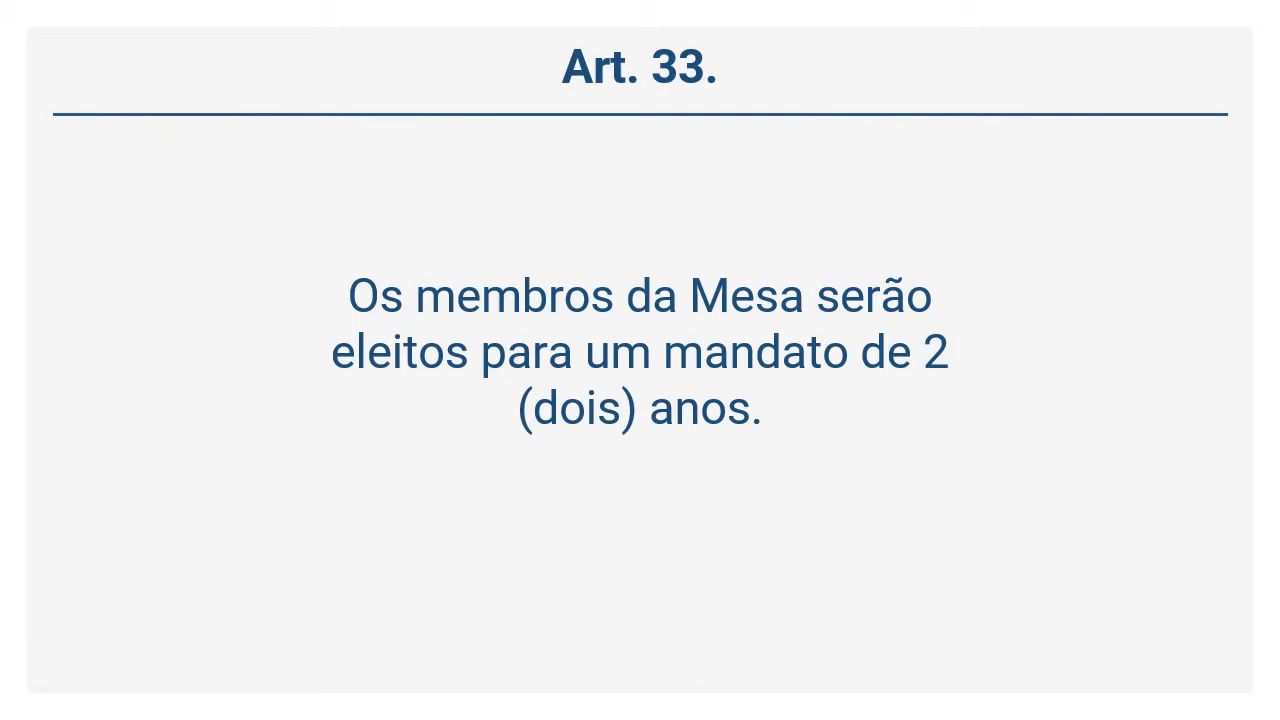 Art. 33.
Os membros da Mesa serão
eleitos para um mandato de 2
(dois) anos.